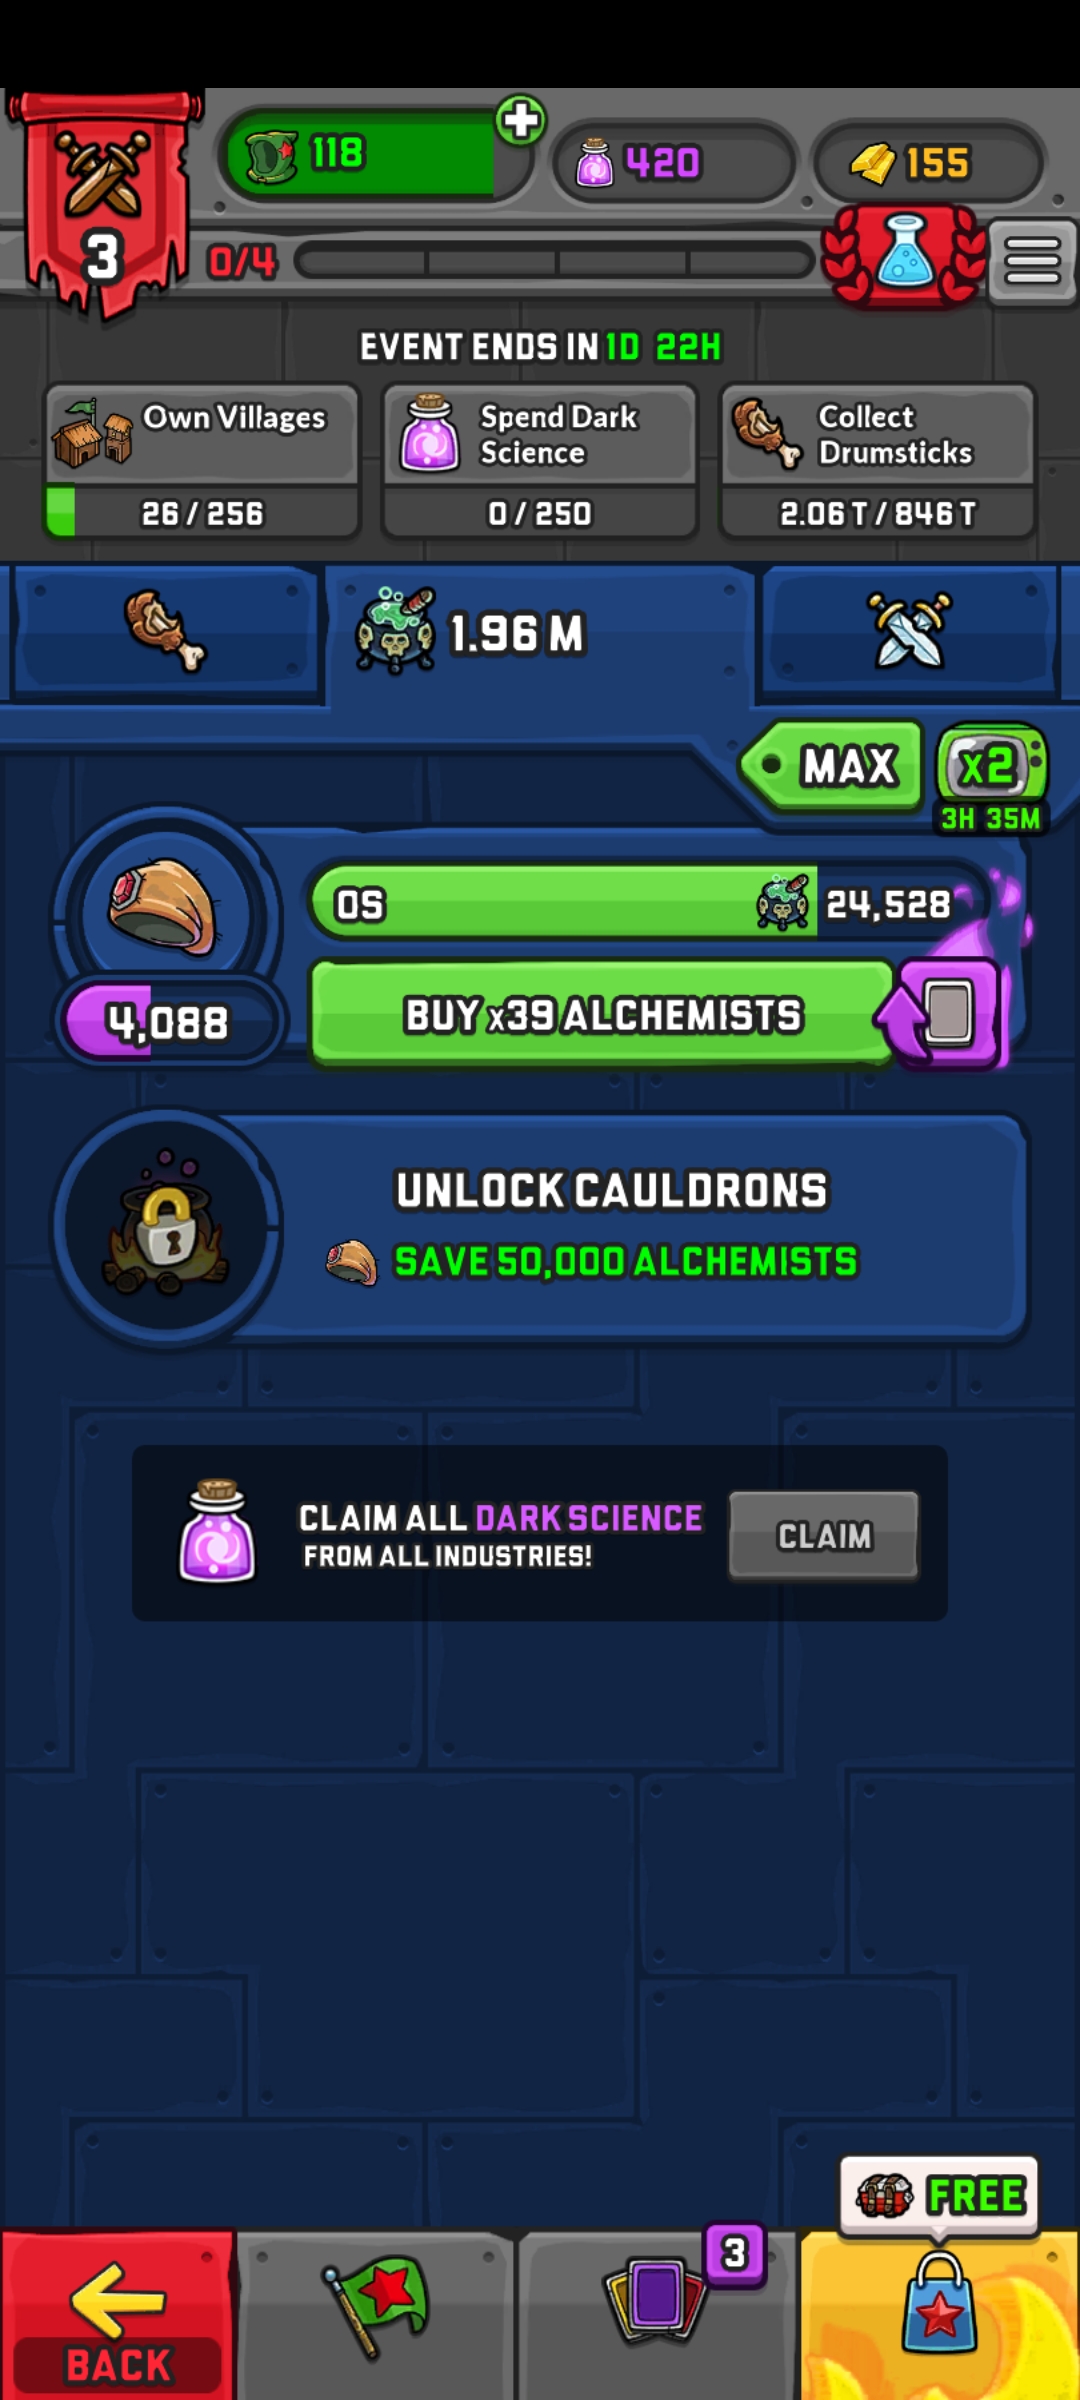 118
420
155
3
0/4
EVENT ENDS IN 1D 22H
Own Villages
26 / 256
Spend Dark
Science
0 / 250
Collect
Drumsticks
2.06 T / 846 T
1.96 M
MAX
x2
3H 35M
0S
24,528
4,088
BUY x39 ALCHEMISTS
UNLOCK CAULDRONS
SAVE 50,000 ALCHEMISTS
CLAIM ALL DARK SCIENCE
FROM ALL INDUSTRIES!
CLAIM
FREE
3
BACK